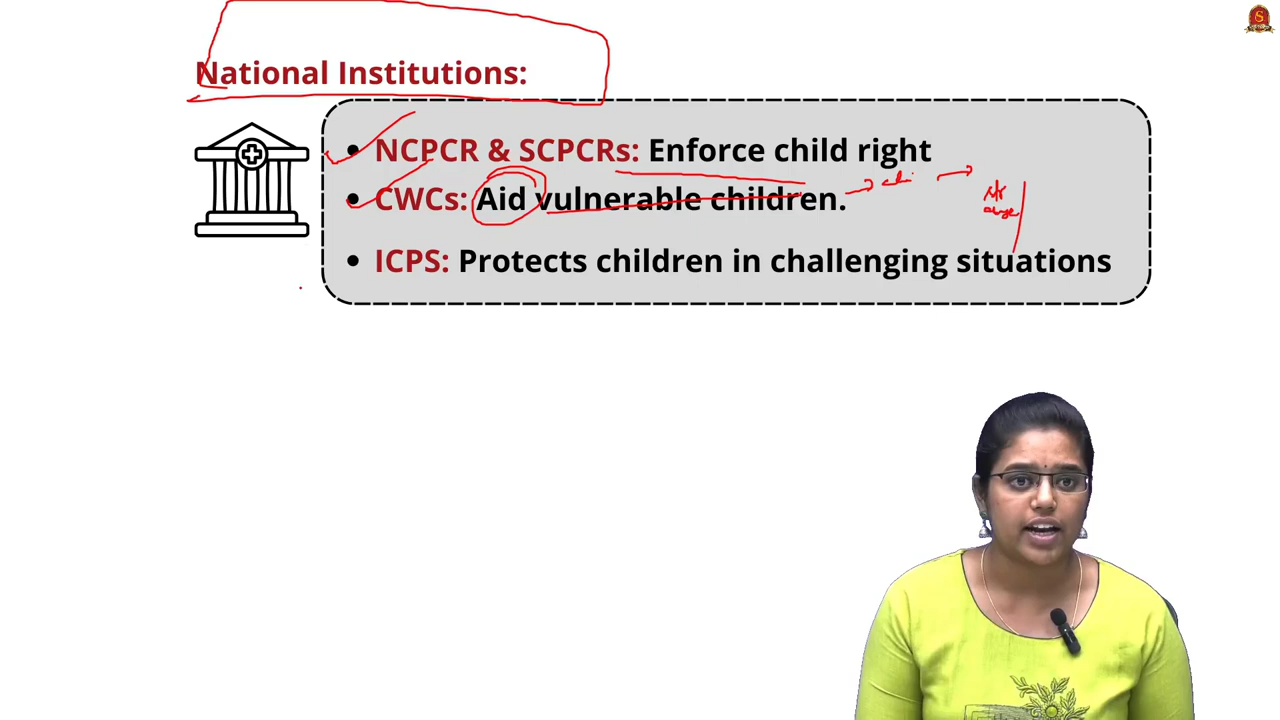 National Institutions:
• NCPCR & SCPCRs: Enforce child right
• CWCs: Aid vulnerable children.
• ICPS: Protects children in challenging situations